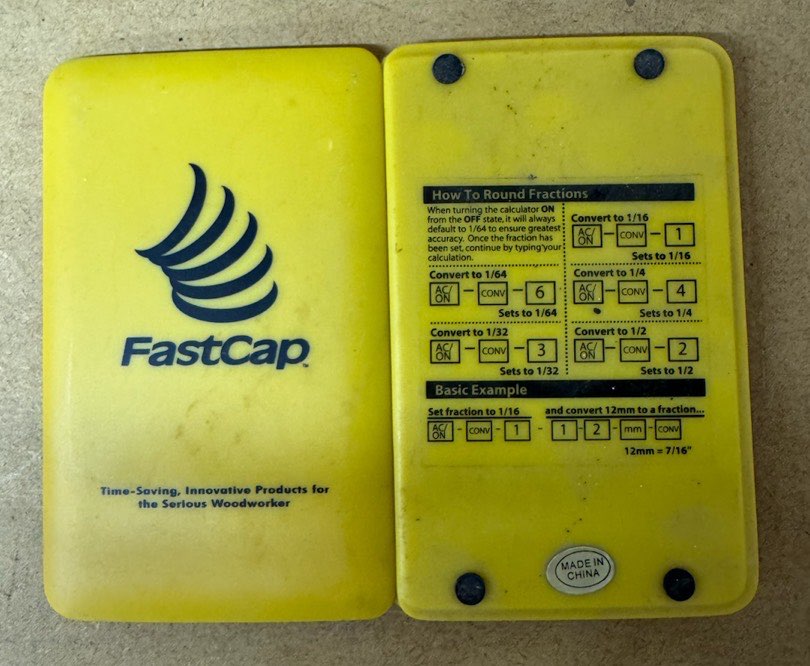 FastCap™
Time-Saving, Innovative Products for
the Serious Woodworker
How To Round Fractions
When turning the calculator ON
from the OFF state, it will always
default to 1/64 to ensure greatest
accuracy. Once the fraction has
been set, continue by typing your
calculation.
Convert to 1/16
AC/ON - CONV - 1
Sets to 1/16
Convert to 1/64
AC/ON - CONV - 6
Sets to 1/64
Convert to 1/4
AC/ON - CONV - 4
Sets to 1/4
Convert to 1/32
AC/ON - CONV - 3
Sets to 1/32
Convert to 1/2
AC/ON - CONV - 2
Sets to 1/2
Basic Example
Set fraction to 1/16 and convert 12mm to a fraction...
AC/ON - CONV - 1 - 1 - 2 - mm - CONV
12mm = 7/16"
MADE IN
CHINA